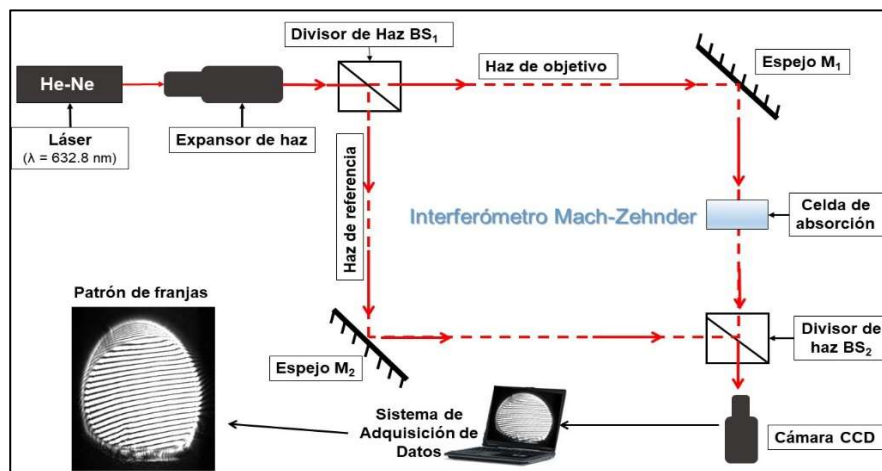 Divisor de Haz BS₁
Haz de objetivo
Espejo M₁
He-Ne
Láser
(λ = 632.8 nm)
Expansor de haz
Haz de referencia
Interferómetro Mach-Zehnder
Celda de
absorción
Patrón de franjas
Divisor de
haz BS₂
Espejo M₂
Sistema de
Adquisición de
Datos
Cámara CCD